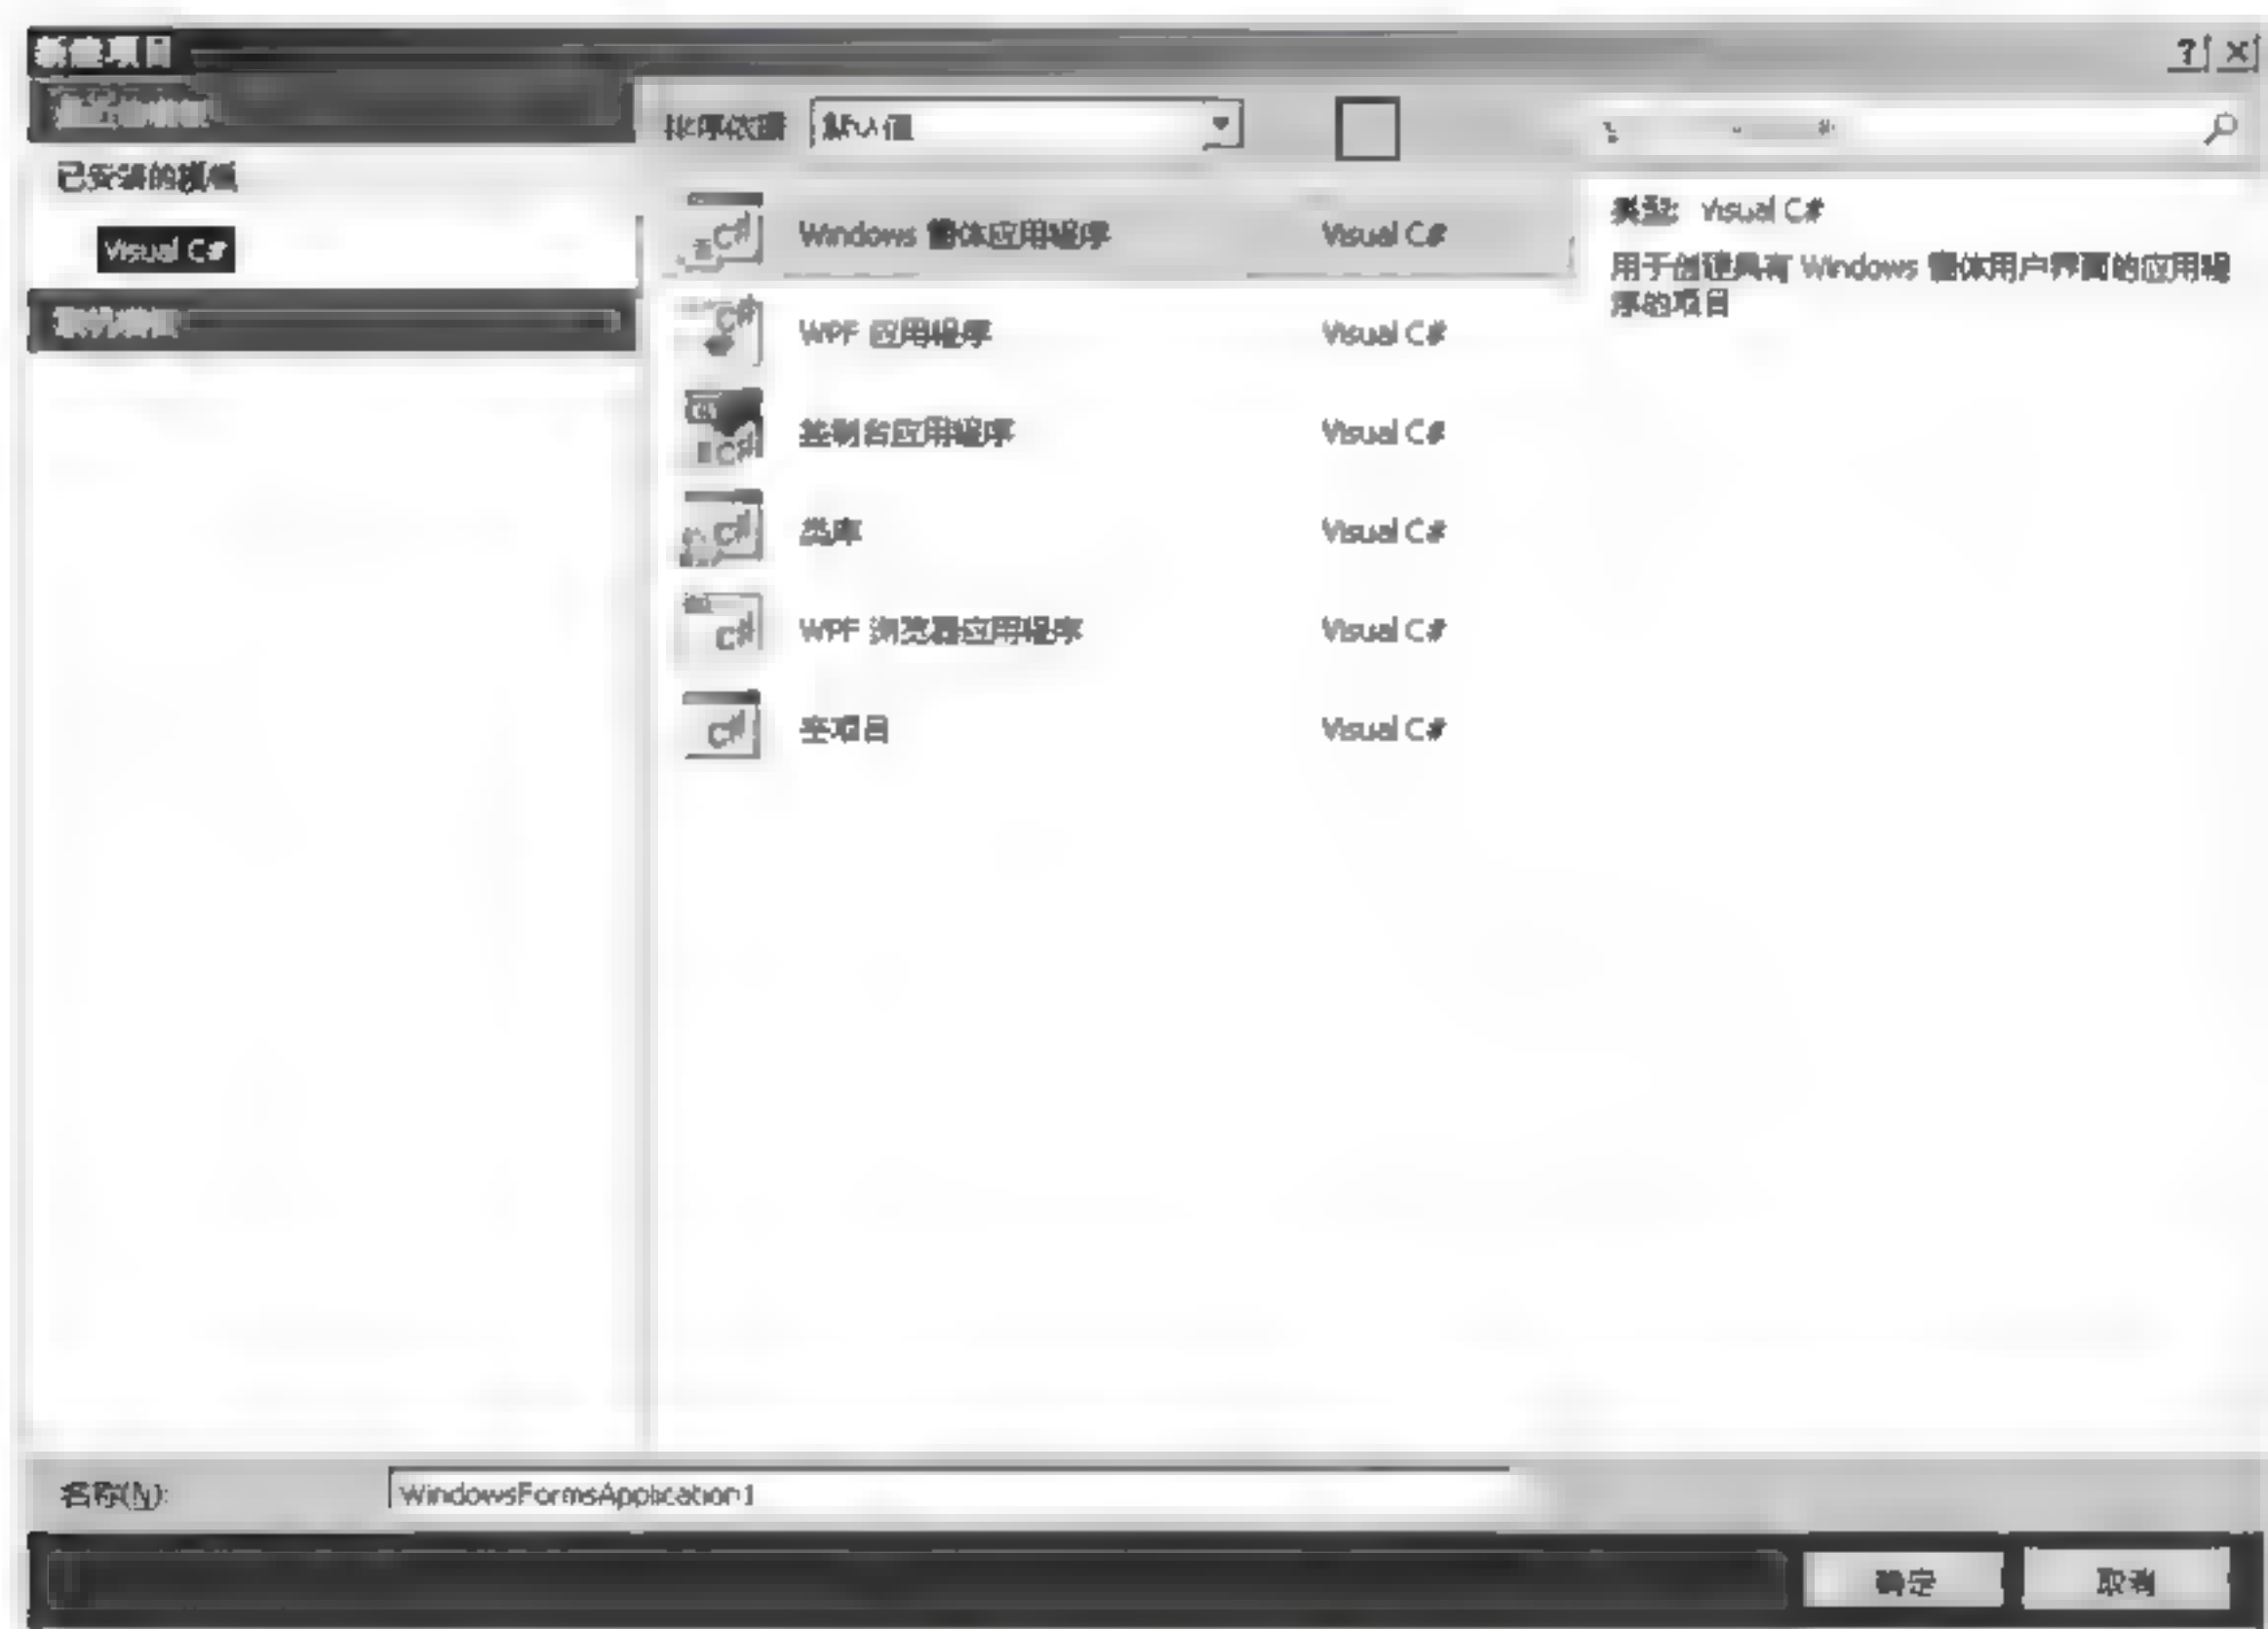 新建项目
排序依据 默认值
已安装的模板
Visual C#
Windows 窗体应用程序 Visual C#
WPF 应用程序 Visual C#
控制台应用程序 Visual C#
类库 Visual C#
WPF 浏览器应用程序 Visual C#
空项目 Visual C#
类型: Visual C#
用于创建具有 Windows 窗体用户界面的应用程
序的项目
名称(N): WindowsFormsApplication1
确定 取消